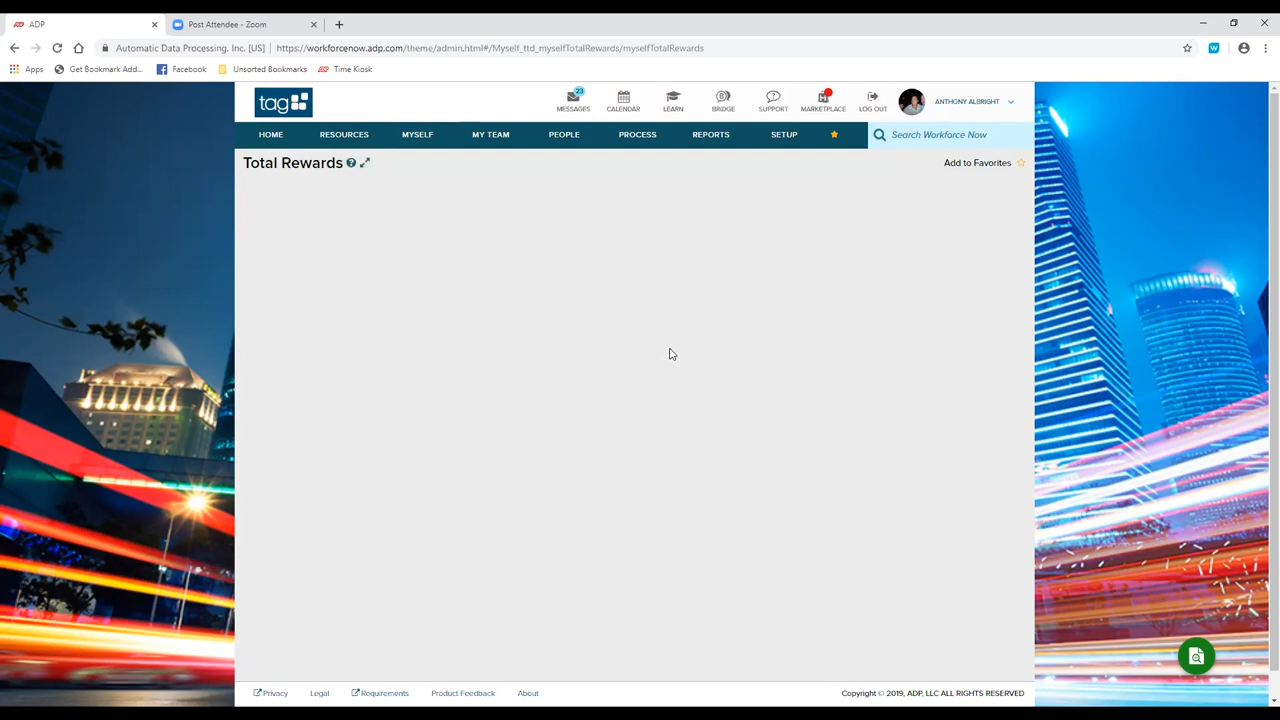 ADP
Post Attendee - Zoom
Automatic Data Processing, Inc. [US]
https://workforcenow.adp.com/theme/admin.html#/Myself_ttd_myselfTotalRewards/myselfTotalRewards
Apps
Get Bookmark Add...
Facebook
Unsorted Bookmarks
Time Kiosk
tag
23
MESSAGES
CALENDAR
LEARN
BRIDGE
SUPPORT
MARKETPLACE
LOG OUT
ANTHONY ALBRIGHT
HOME
RESOURCES
MYSELF
MY TEAM
PEOPLE
PROCESS
REPORTS
SETUP
Search Workforce Now
Total Rewards
Add to Favorites
Privacy
Legal
Requirements
Product Feedback
About
Copyright © 2019, ADP, LLC ALL RIGHTS RESERVED